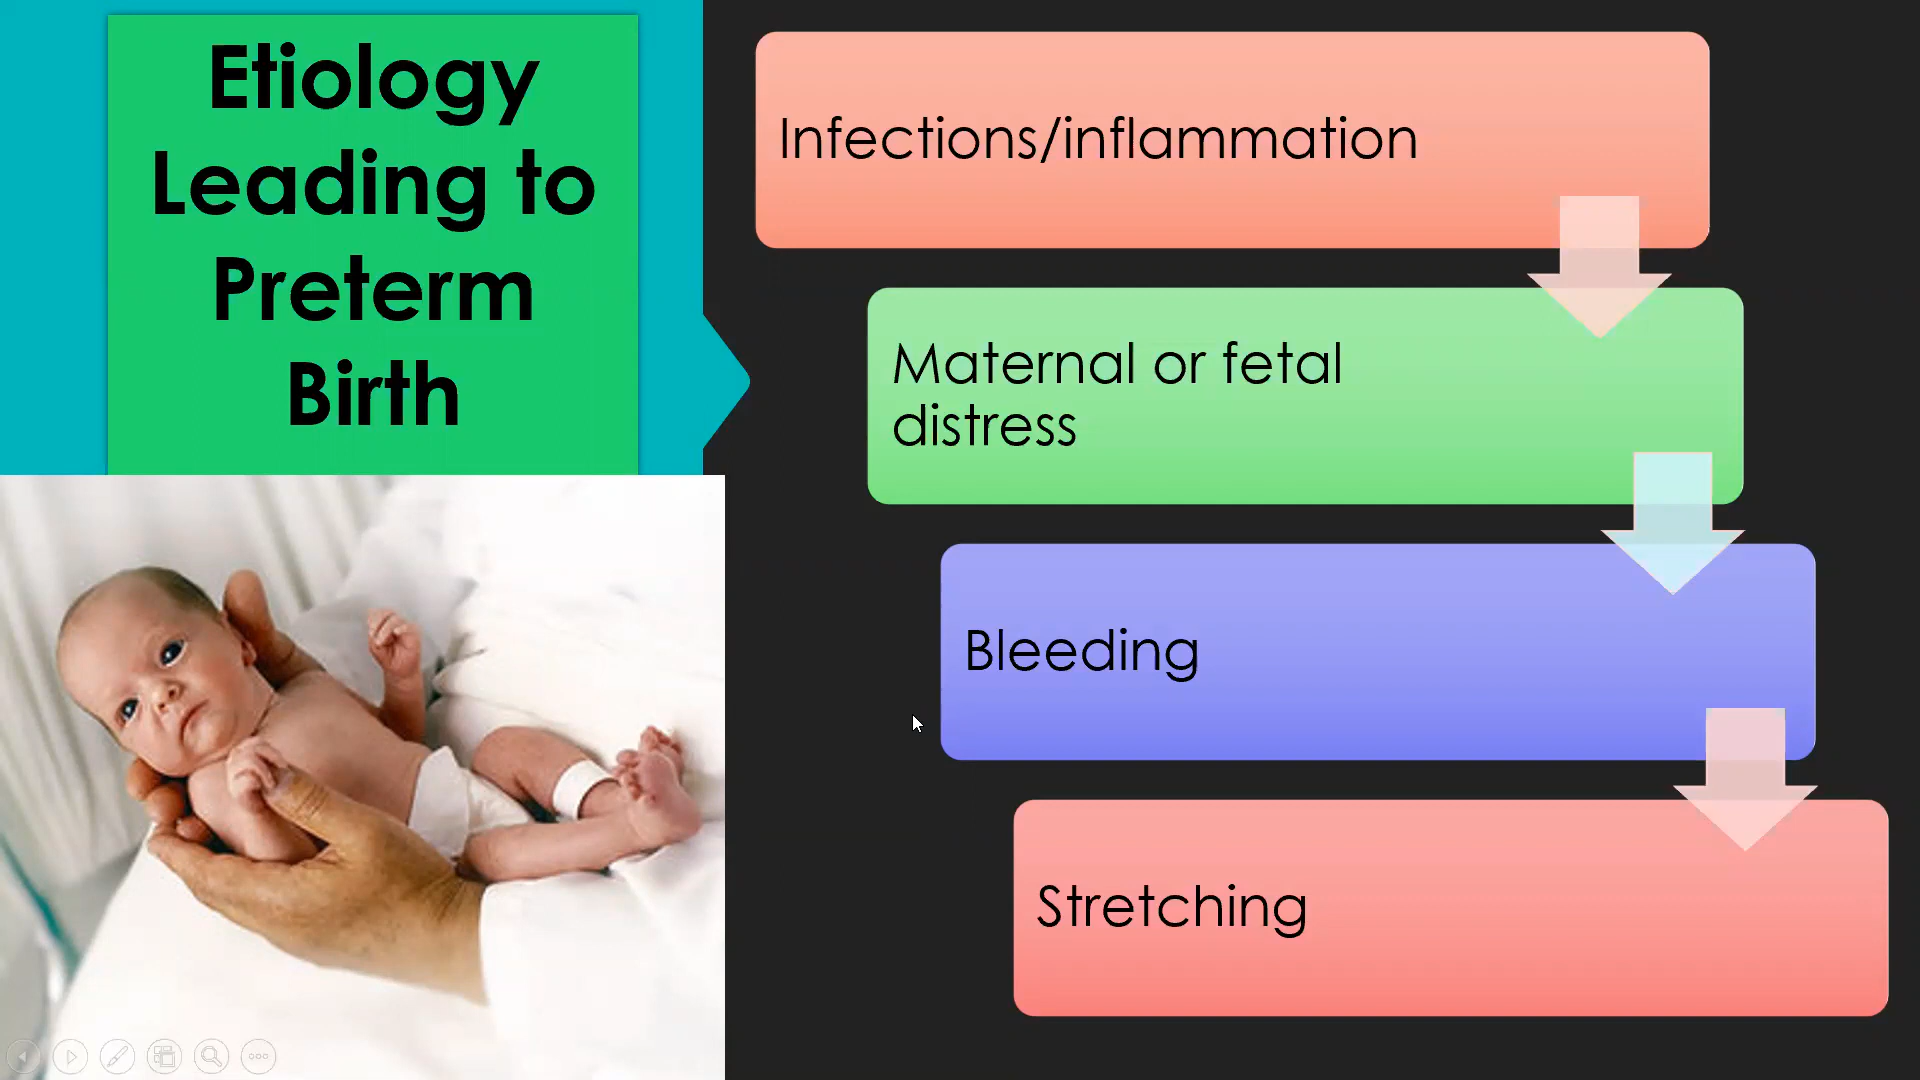 Etiology
Leading to
Preterm
Birth
Infections/inflammation
Maternal or fetal
distress
Bleeding
Stretching